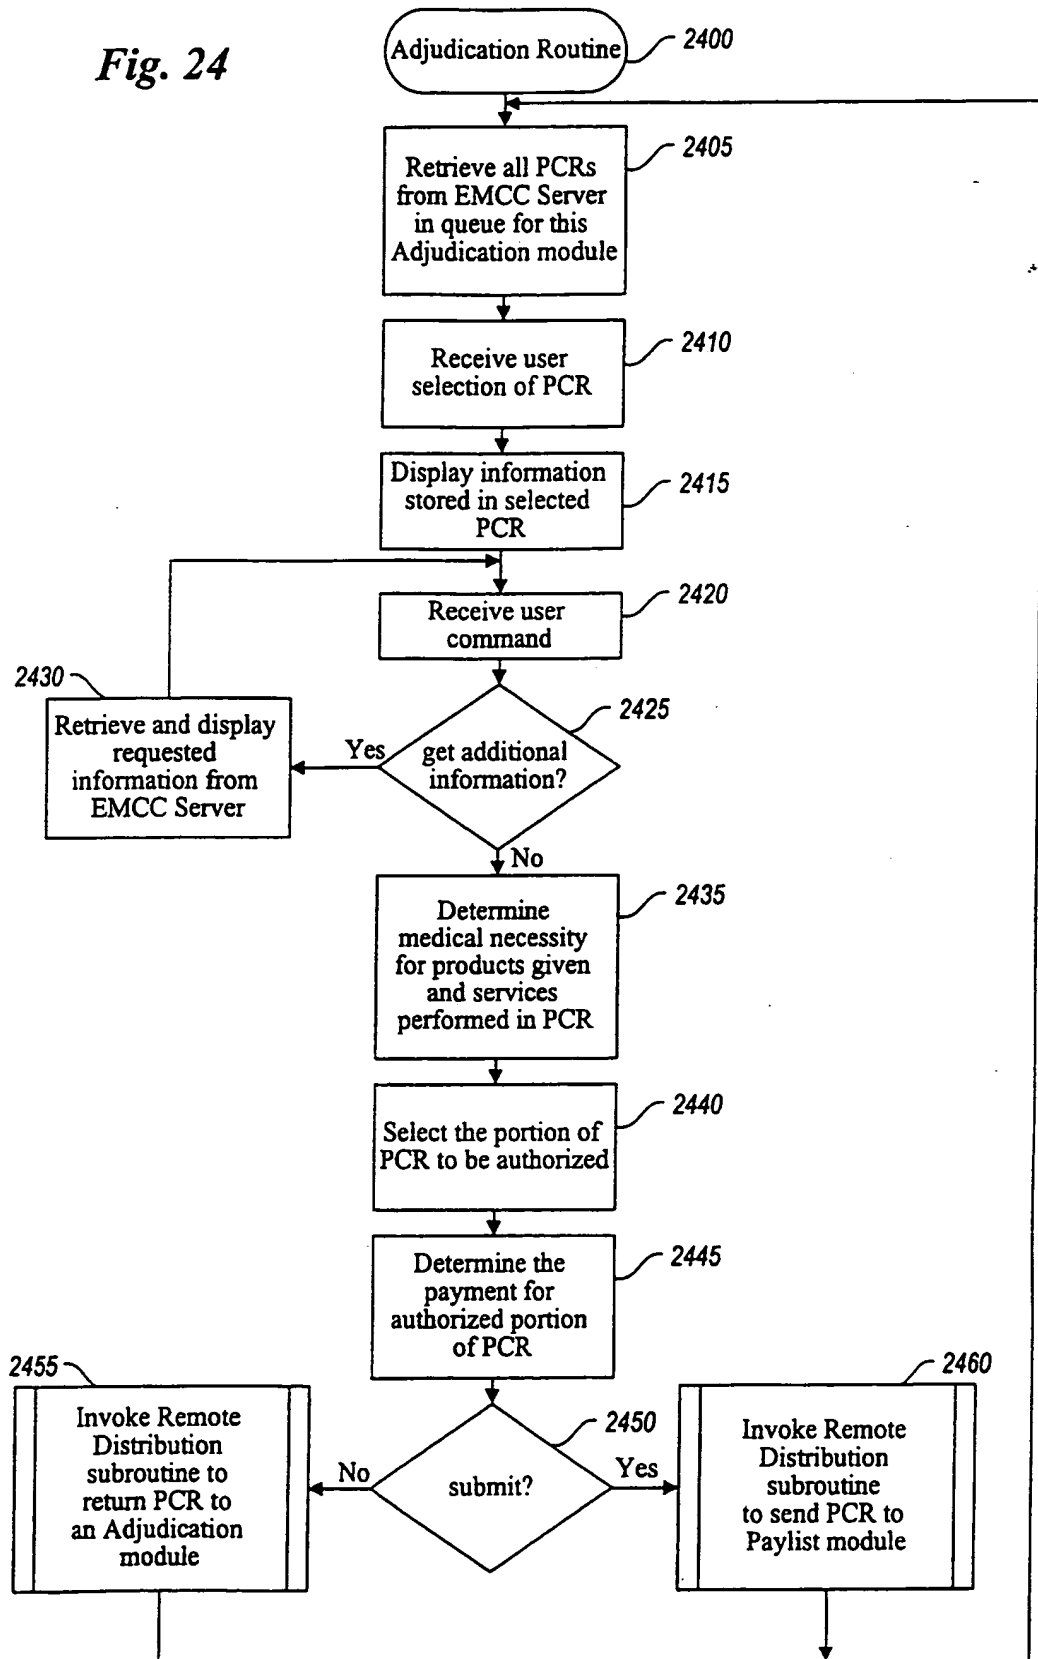 Fig. 24
Adjudication Routine
2400
Retrieve all PCRs
from EMCC Server
in queue for this
Adjudication module
2405
Receive user
selection of PCR
2410
Display information
stored in selected
PCR
2415
Receive user
command
2420
get additional
information?
2425
Yes
No
2430
Retrieve and display
requested
information from
EMCC Server
Determine
medical necessity
for products given
and services
performed in PCR
2435
Select the portion of
PCR to be authorized
2440
Determine the
payment for
authorized portion
of PCR
2445
submit?
2450
No
Yes
2455
Invoke Remote
Distribution
subroutine to
return PCR to
an Adjudication
module
2460
Invoke Remote
Distribution
subroutine
to send PCR to
Paylist module